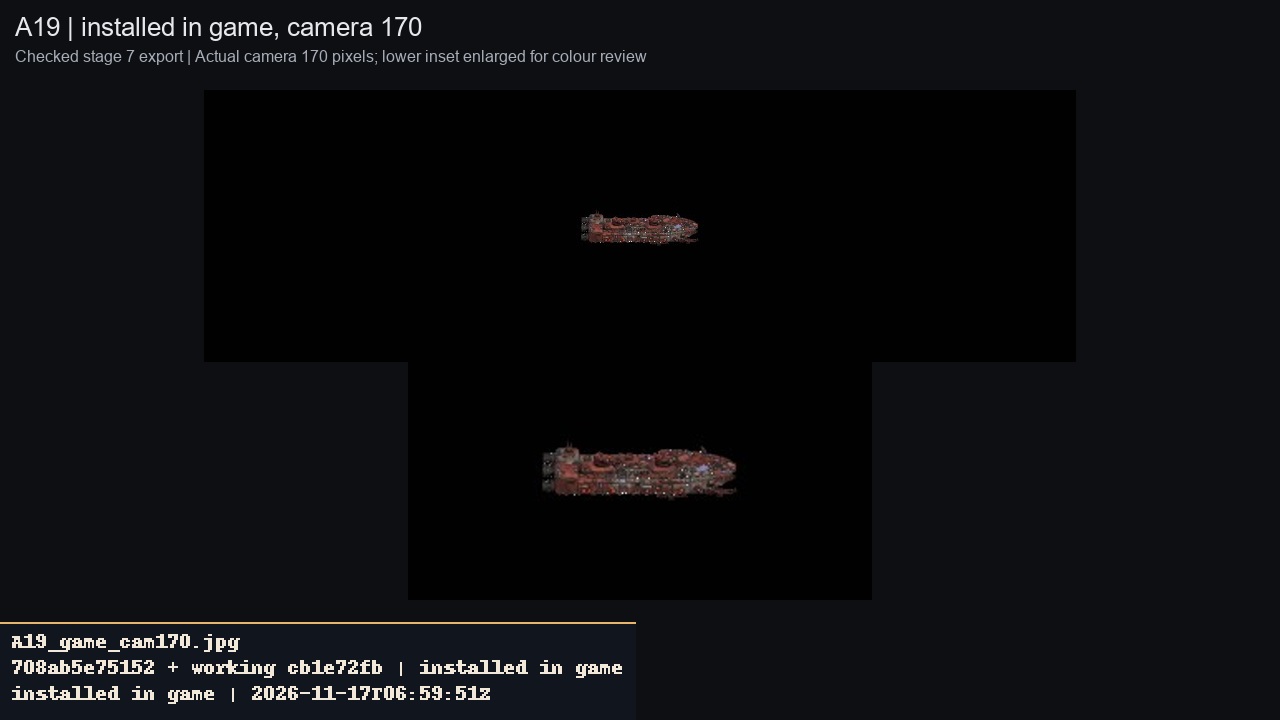 A19 | installed in game, camera 170
Checked stage 7 export | Actual camera 170 pixels; lower inset enlarged for colour review
A19_game_cam170.jpg
708ab5e75152 + working cb1e72fb | installed in game
installed in game | 2026-11-17T06:59:51Z